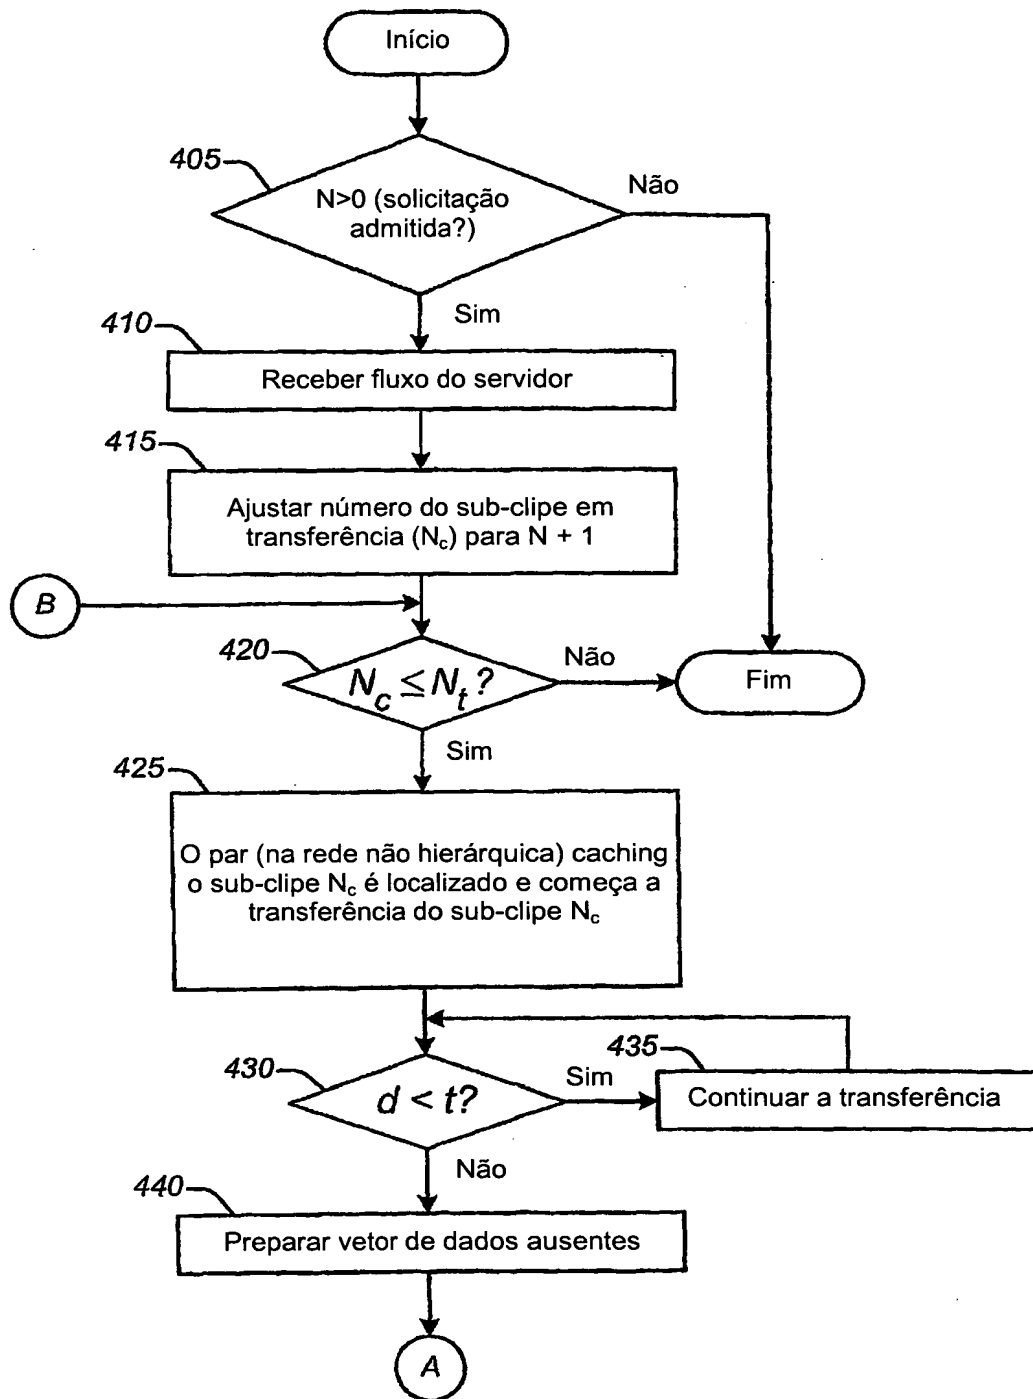 Início
405
N>0 (solicitação
admitida?)
Não
Sim
410
Receber fluxo do servidor
415
Ajustar número do sub-clipe em
transferência (Nc) para N + 1
B
420
Nc ≤ Nt ?
Não
Fim
Sim
425
O par (na rede não hierárquica) caching
o sub-clipe Nc é localizado e começa a
transferência do sub-clipe Nc
430
d < t?
Sim
435
Continuar a transferência
Não
440
Preparar vetor de dados ausentes
A